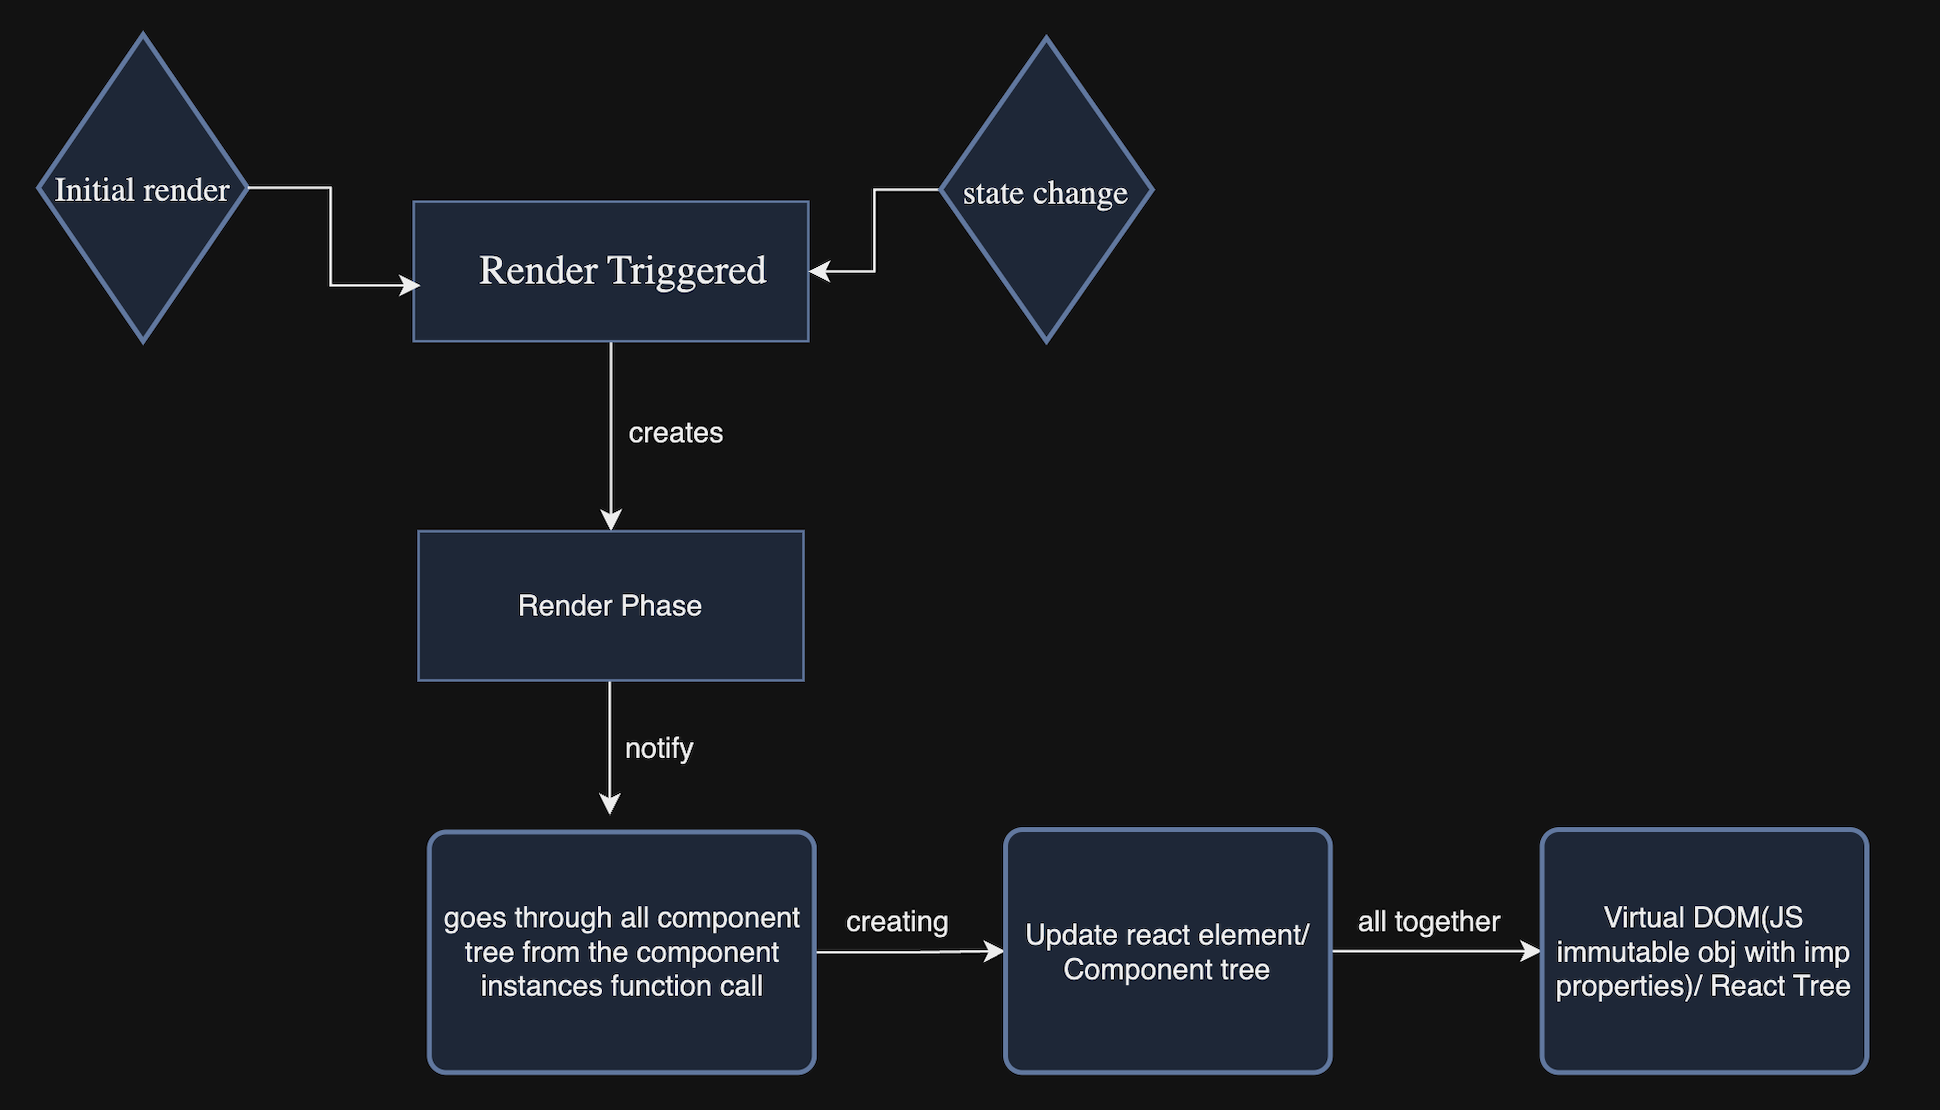 Initial render
state change
Render Triggered
creates
Render Phase
notify
goes through all component
tree from the component
instances function call
creating
Update react element/
Component tree
all together
Virtual DOM(JS
immutable obj with imp
properties)/ React Tree